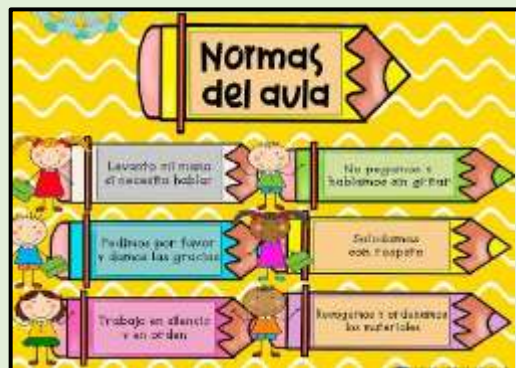 Normas
del aula
Levanto mi mano
si necesito hablar
No pegamos y
hablamos sin gritar
Pedimos por favor
y damos las gracias
Saludamos
con respeto
Trabajo en silencio
y en orden
Recogemos y ordenamos
los materiales